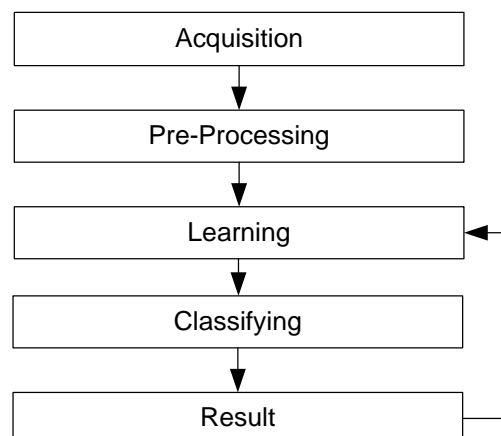 Acquisition
Pre-Processing
Learning
Classifying
Result